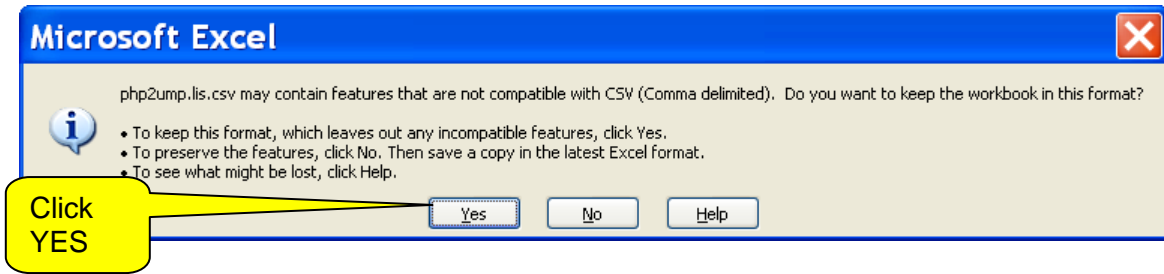 Microsoft Excel
php2ump.lis.csv may contain features that are not compatible with CSV (Comma delimited).  Do you want to keep the workbook in this format?
• To keep this format, which leaves out any incompatible features, click Yes.
• To preserve the features, click No. Then save a copy in the latest Excel format.
• To see what might be lost, click Help.
Click
YES
Yes No Help